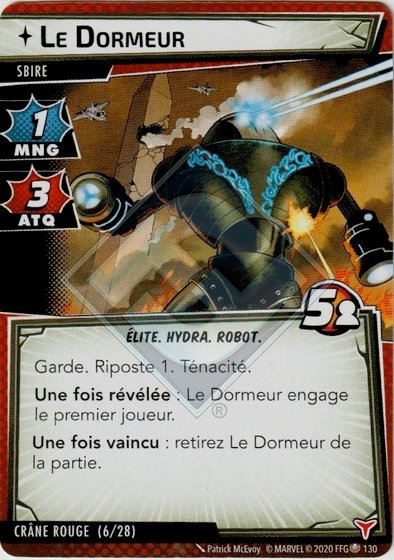 LE DORMEUR
SBIRE
1
MNG
3
ATQ
5
ÉLITE. HYDRA. ROBOT.
Garde. Riposte 1. Ténacité.
Une fois révélée : Le Dormeur engage
le premier joueur.
Une fois vaincu : retirez Le Dormeur de
la partie.
CRÂNE ROUGE (6/28)
Patrick McEvoy © MARVEL © 2020 FFG 130